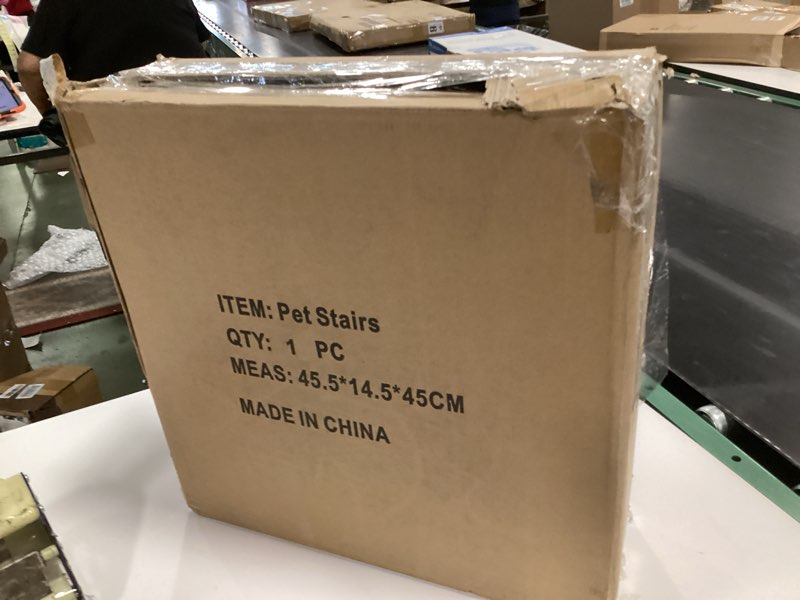 ITEM: Pet Stairs
QTY: 1 PC
MEAS: 45.5*14.5*45CM
MADE IN CHINA